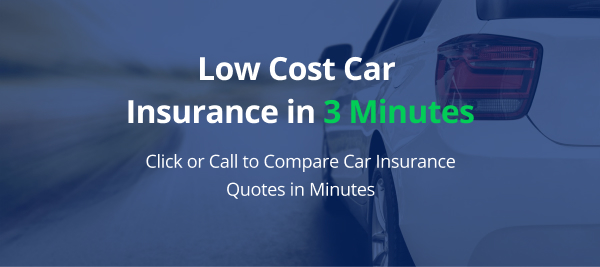 Low Cost Car
Insurance in 3 Minutes
Click or Call to Compare Car Insurance
Quotes in Minutes